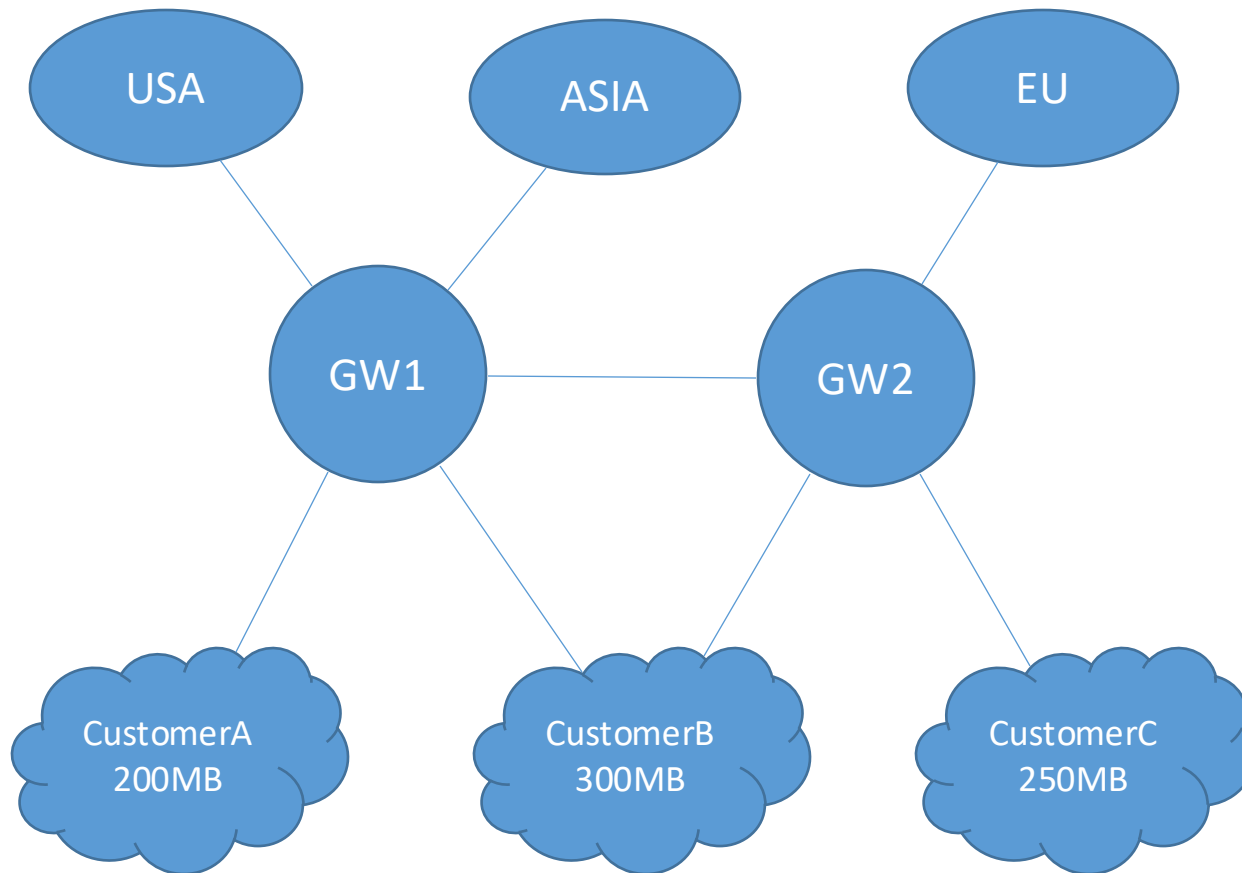 USA
ASIA
EU
GW1
GW2
CustomerA
200MB
CustomerB
300MB
CustomerC
250MB